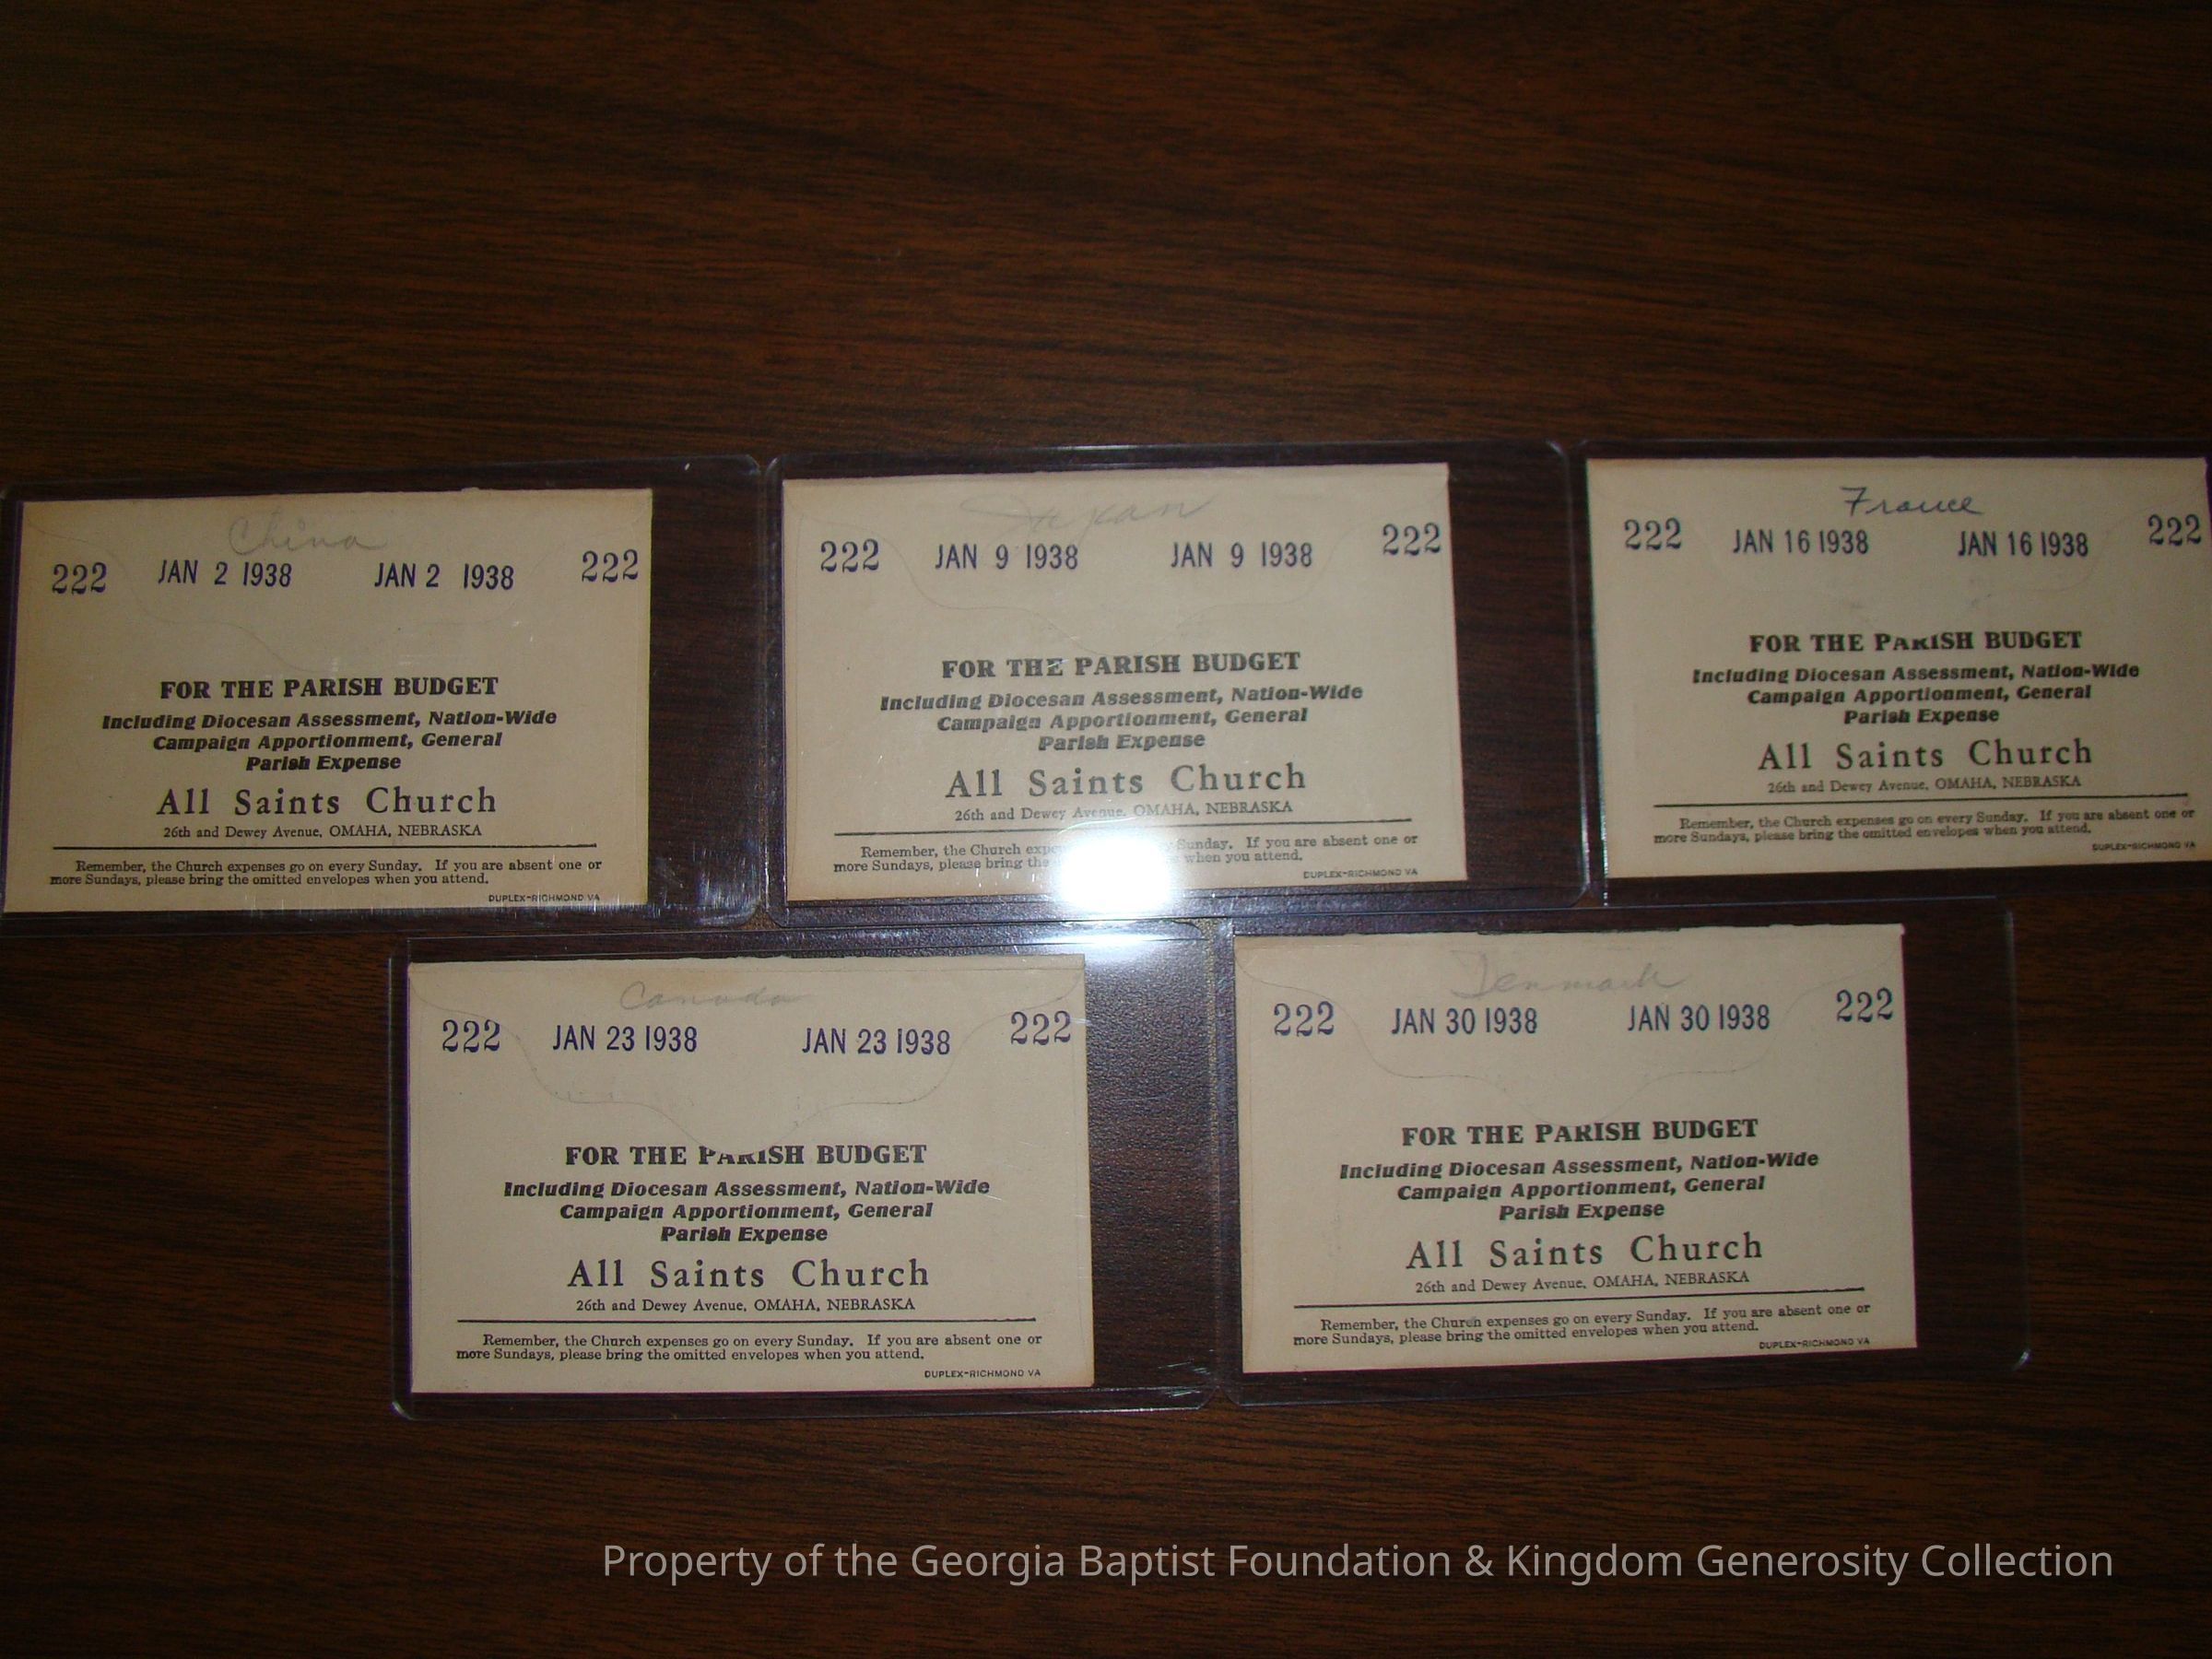 China
222 JAN 2 1938 JAN 2 1938 222
FOR THE PARISH BUDGET
Including Diocesan Assessment, Nation-Wide
Campaign Apportionment, General
Parish Expense
All Saints Church
26th and Dewey Avenue, OMAHA, NEBRASKA
Remember, the Church expenses go on every Sunday. If you are absent one or
more Sundays, please bring the omitted envelopes when you attend.
DUPLEX-RICHMOND VA
Japan
222 JAN 9 1938 JAN 9 1938 222
FOR THE PARISH BUDGET
Including Diocesan Assessment, Nation-Wide
Campaign Apportionment, General
Parish Expense
All Saints Church
26th and Dewey Avenue, OMAHA, NEBRASKA
Remember, the Church Sunday. If you are absent one or
more Sundays, please bring the when you attend.
DUPLEX-RICHMOND VA
France
222 JAN 16 1938 JAN 16 1938 222
FOR THE PARISH BUDGET
Including Diocesan Assessment, Nation-Wide
Campaign Apportionment, General
Parish Expense
All Saints Church
26th and Dewey Avenue, OMAHA, NEBRASKA
Remember, the Church expenses go on every Sunday. If you are absent one or
more Sundays, please bring the omitted envelopes when you attend.
DUPLEX-RICHMOND VA
Canada
222 JAN 23 1938 JAN 23 1938 222
FOR THE PARISH BUDGET
Including Diocesan Assessment, Nation-Wide
Campaign Apportionment, General
Parish Expense
All Saints Church
26th and Dewey Avenue, OMAHA, NEBRASKA
Remember, the Church expenses go on every Sunday. If you are absent one or
more Sundays, please bring the omitted envelopes when you attend.
DUPLEX-RICHMOND VA
Denmark
222 JAN 30 1938 JAN 30 1938 222
FOR THE PARISH BUDGET
Including Diocesan Assessment, Nation-Wide
Campaign Apportionment, General
Parish Expense
All Saints Church
26th and Dewey Avenue, OMAHA, NEBRASKA
Remember, the Church expenses go on every Sunday. If you are absent one or
more Sundays, please bring the omitted envelopes when you attend.
DUPLEX-RICHMOND VA
Property of the Georgia Baptist Foundation & Kingdom Generosity Collection